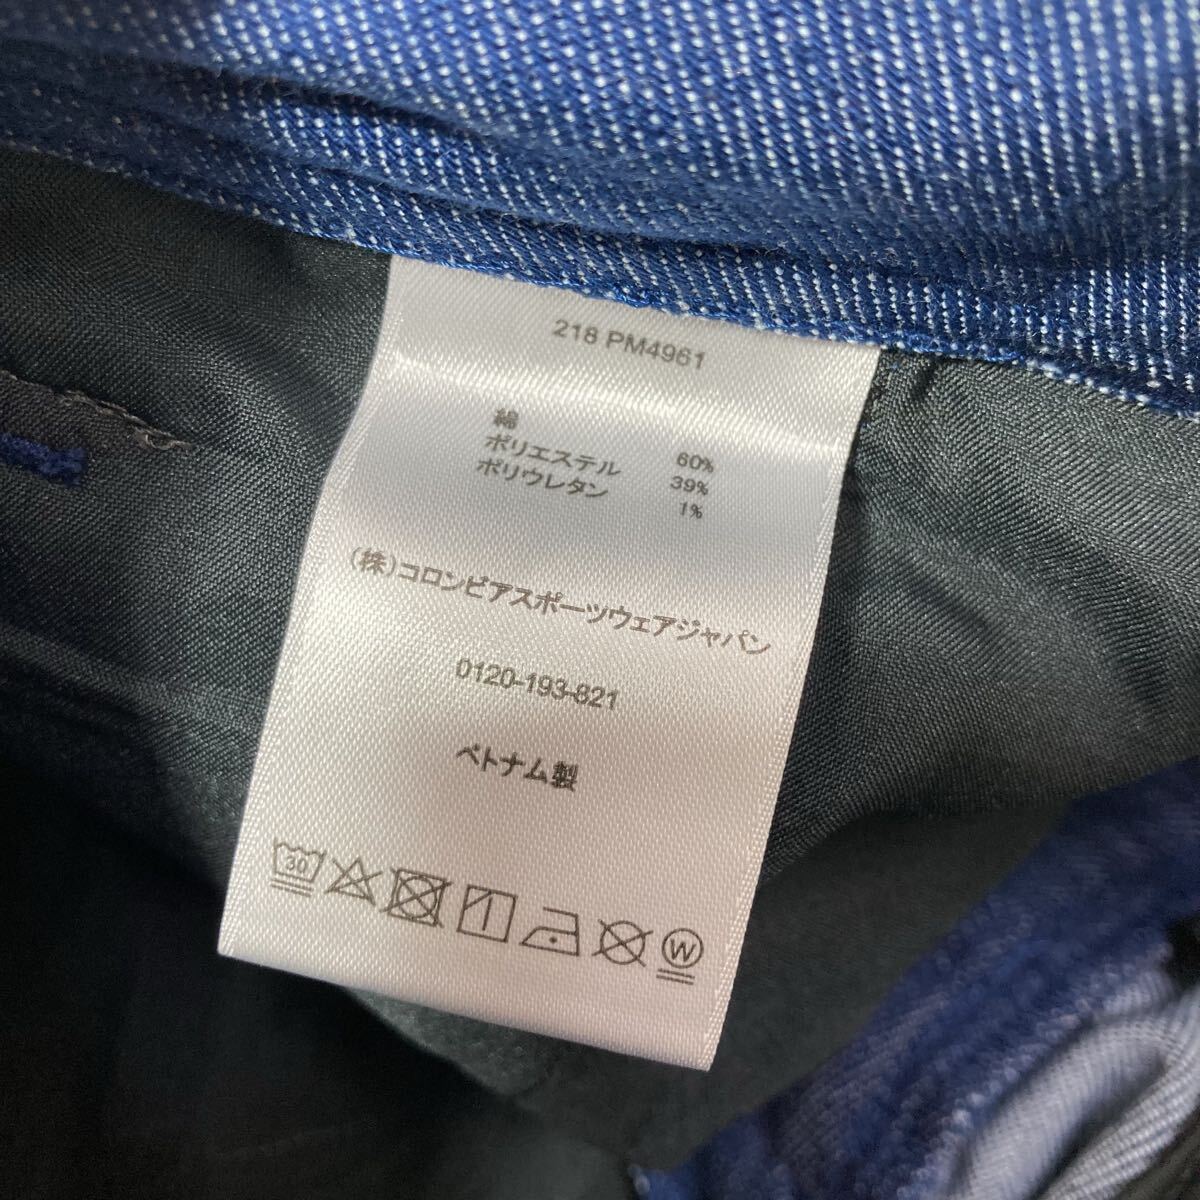 218 PM4961
綿 60%
ポリエステル 39%
ポリウレタン 1%
(株)コロンビアスポーツウェアジャパン
0120-193-821
ベトナム製
30
W